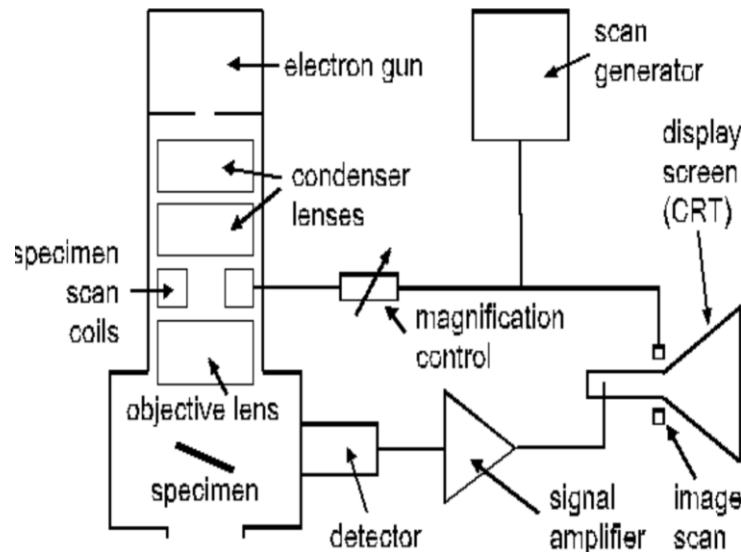 electron gun
scan
generator
display
screen
(CRT)
condenser
lenses
specimen
scan
coils
magnification
control
objective lens
specimen
detector
signal
amplifier
image
scan